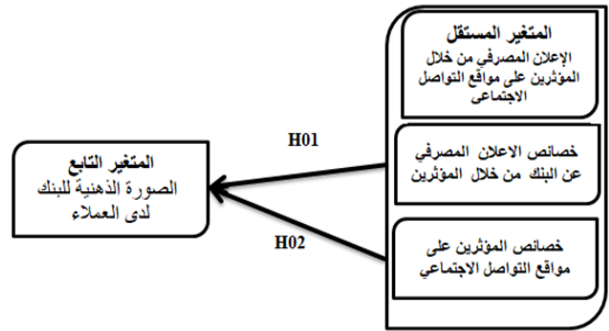 المتغير المستقل
الإعلان المصرفي من خلال
المؤثرين على مواقع التواصل
الاجتماعى
خصائص الاعلان المصرفي
عن البنك من خلال المؤثرين
خصائص المؤثرين على
مواقع التواصل الاجتماعي
H01
H02
المتغير التابع
الصورة الذهنية للبنك
لدى العملاء